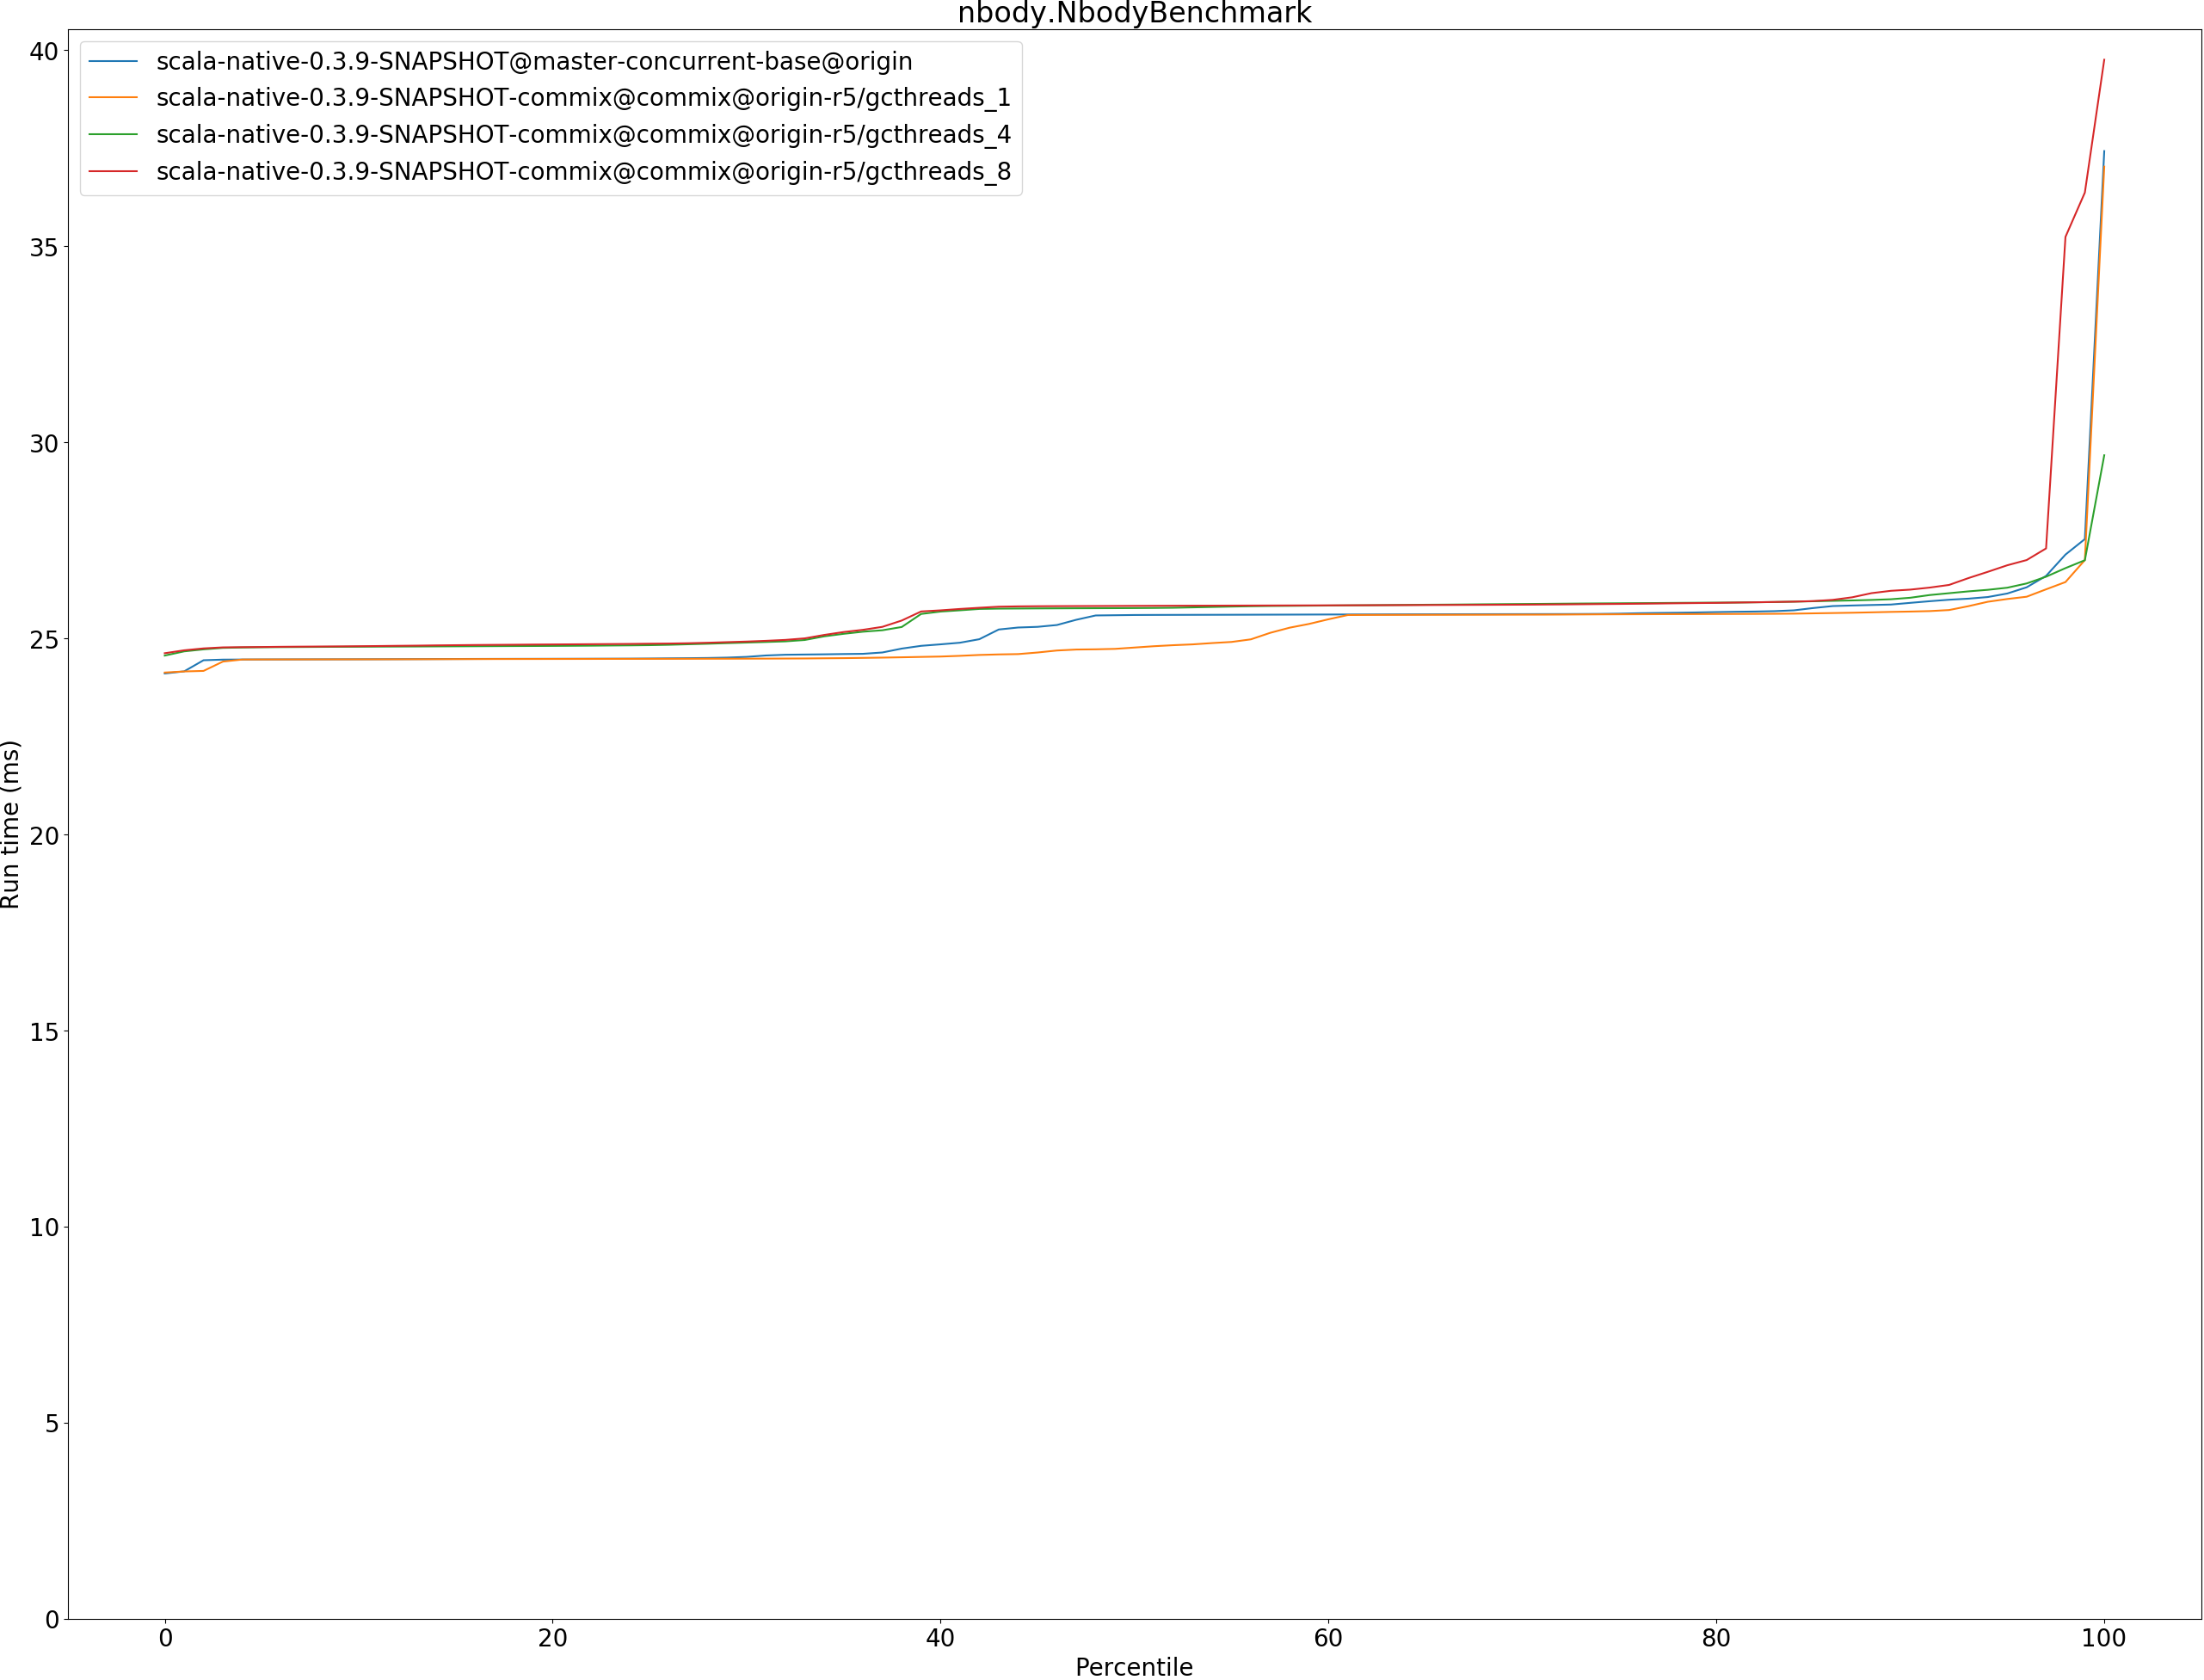 nbody.NbodyBenchmark
scala-native-0.3.9-SNAPSHOT@master-concurrent-base@origin
scala-native-0.3.9-SNAPSHOT-commix@commix@origin-r5/gcthreads_1
scala-native-0.3.9-SNAPSHOT-commix@commix@origin-r5/gcthreads_4
scala-native-0.3.9-SNAPSHOT-commix@commix@origin-r5/gcthreads_8
40
35
30
25
20
15
10
5
0
Run time (ms)
0 20 40 60 80 100
Percentile